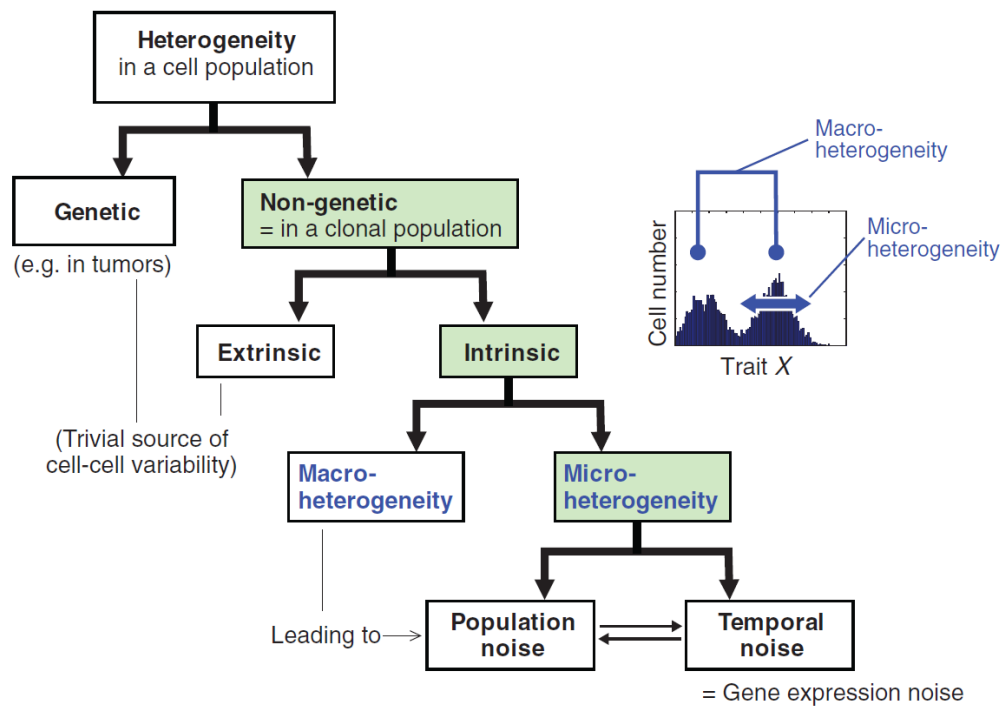 Heterogeneity
in a cell population
Genetic
(e.g. in tumors)
Non-genetic
= in a clonal population
Macro-
heterogeneity
Micro-
heterogeneity
Cell number
Trait X
Extrinsic
Intrinsic
(Trivial source of
cell-cell variability)
Macro-
heterogeneity
Micro-
heterogeneity
Leading to
Population
noise
Temporal
noise
= Gene expression noise